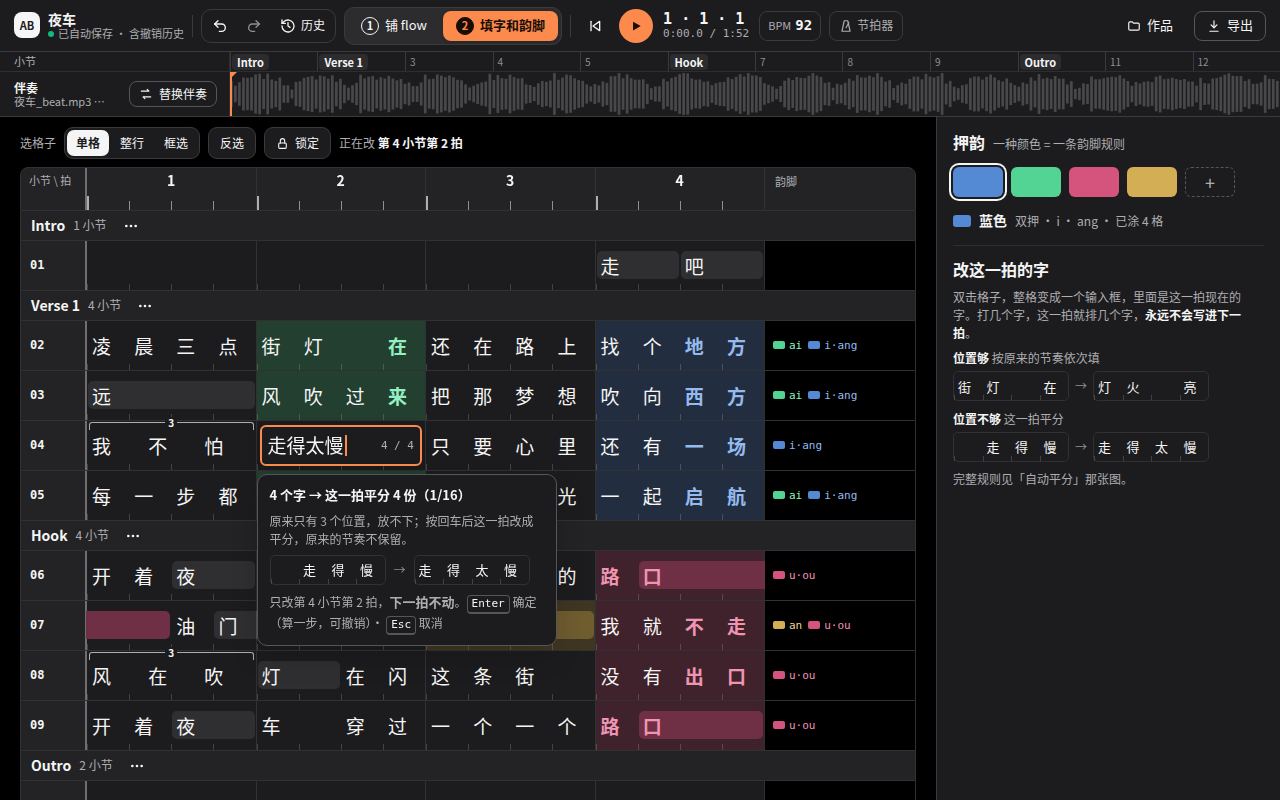 AB 夜车 已自动保存 · 含撤销历史 历史 1 铺 flow 2 填字和韵脚 1 · 1 · 1 0:00.0 / 1:52 BPM 92 节拍器 作品 导出
小节 Intro Verse 1 3 4 5 Hook 7 8 9 Outro 11 12
伴奏 夜车_beat.mp3 ··· 替换伴奏
选格子 单格 整行 框选 反选 锁定 正在改 第 4 小节第 2 拍
小节 \ 拍 1 2 3 4 韵脚
Intro 1 小节 ···
01 走 吧
Verse 1 4 小节 ···
02 凌 晨 三 点 街 灯 在 还 在 路 上 找 个 地 方 ai i·ang
03 远 风 吹 过 来 把 那 梦 想 吹 向 西 方 ai i·ang
3
04 我 不 怕 走得太慢 4 / 4 只 要 心 里 还 有 一 场 i·ang
05 每 一 步 都 光 一 起 启 航 ai i·ang
4 个字 → 这一拍平分 4 份（1/16）
原来只有 3 个位置，放不下；按回车后这一拍改成
平分，原来的节奏不保留。
走 得 慢 → 走 得 太 慢
只改第 4 小节第 2 拍，下一拍不动。 Enter 确定
（算一步，可撤销）· Esc 取消
Hook 4 小节 ···
06 开 着 夜 的 路 口 u·ou
07 油 门 我 就 不 走 an u·ou
3
08 风 在 吹 灯 在 闪 这 条 街 没 有 出 口 u·ou
09 开 着 夜 车 穿 过 一 个 一 个 路 口 u·ou
Outro 2 小节 ···
押韵 一种颜色 = 一条韵脚规则
+
蓝色 双押 · i · ang · 已涂 4 格
改这一拍的字
双击格子，整格变成一个输入框，里面是这一拍现在的
字。打几个字，这一拍就排几个字，永远不会写进下一
拍。
位置够 按原来的节奏依次填
街 灯 在 → 灯 火 亮
位置不够 这一拍平分
走 得 慢 → 走 得 太 慢
完整规则见「自动平分」那张图。